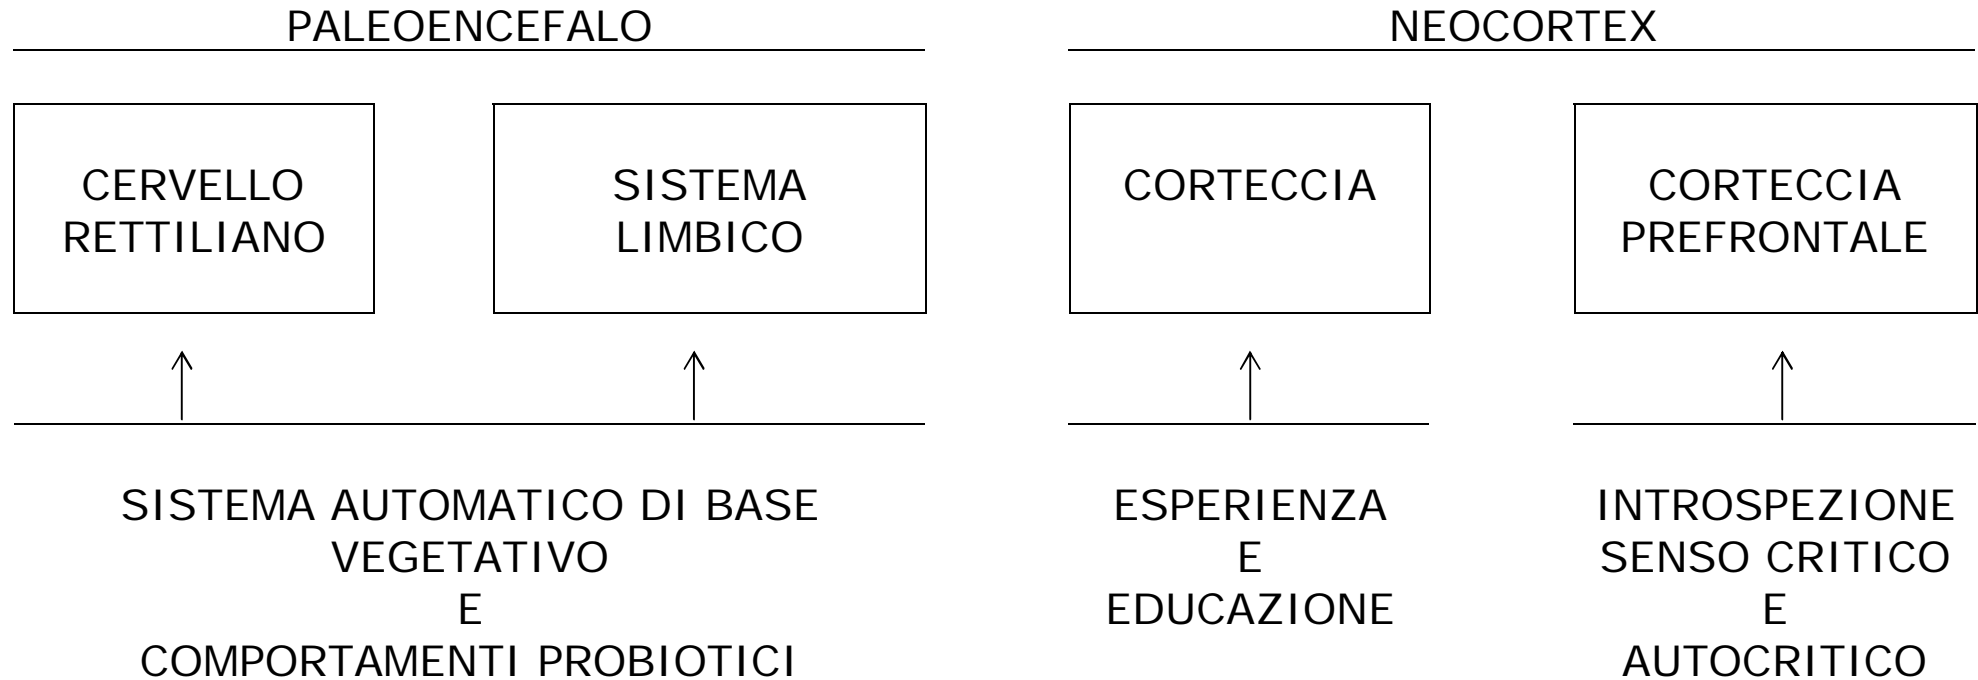 PALEOENCEFALO
NEOCORTEX
CERVELLO
RETTILIANO
SISTEMA
LIMBICO
CORTECCIA
CORTECCIA
PREFRONTALE
SISTEMA AUTOMATICO DI BASE
VEGETATIVO
E
COMPORTAMENTI PROBIOTICI
ESPERIENZA
E
EDUCAZIONE
INTROSPEZIONE
SENSO CRITICO
E
AUTOCRITICO